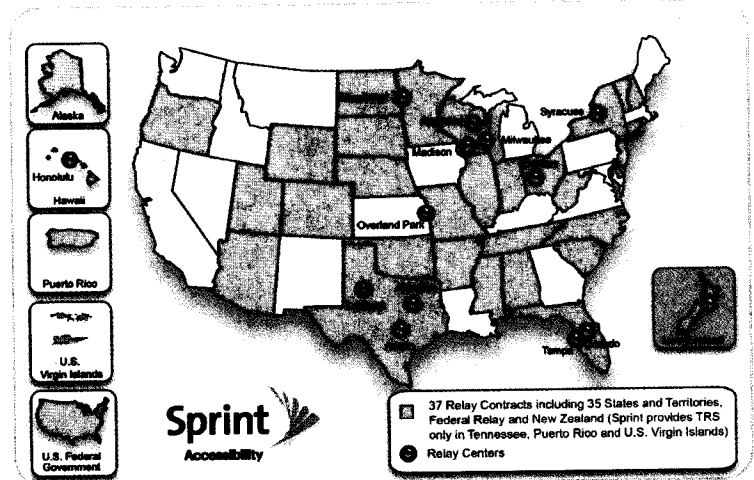 Alaska
Honolulu
Hawaii
Puerto Rico
U.S.
Virgin Islands
U.S. Federal
Government
Syracuse
Milwaukee
Madison
Overland Park
Tampa
Sprint
Accessibility
37 Relay Contracts including 35 States and Territories,
Federal Relay and New Zealand (Sprint provides TRS
only in Tennessee, Puerto Rico and U.S. Virgin Islands)
Relay Centers